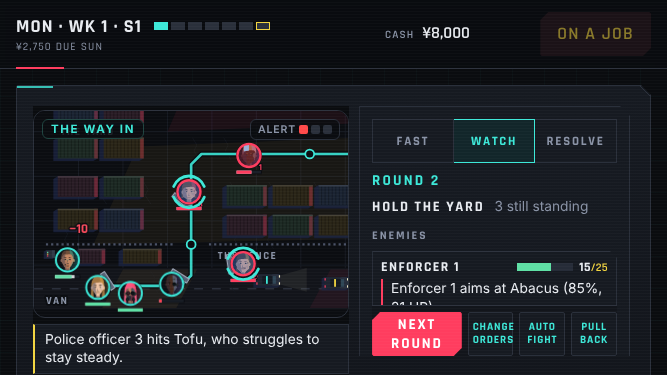 MON · WK 1 · S1
¥2,750 DUE SUN
CASH ¥8,000
ON A JOB
THE WAY IN
ALERT
1
-10
VAN
Police officer 3 hits Tofu, who struggles to
stay steady.
FAST
WATCH
RESOLVE
ROUND 2
HOLD THE YARD 3 still standing
ENEMIES
ENFORCER 1 15/25
Enforcer 1 aims at Abacus (85%,
NEXT
ROUND
CHANGE
ORDERS
AUTO
FIGHT
PULL
BACK